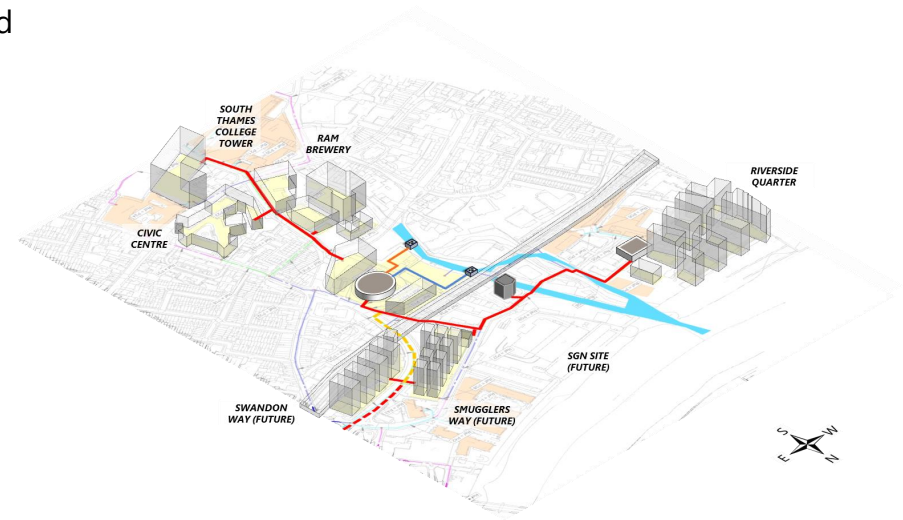 d
SOUTH
THAMES
COLLEGE
TOWER
RAM
BREWERY
RIVERSIDE
QUARTER
CIVIC
CENTRE
SGN SITE
(FUTURE)
SWANDON
WAY (FUTURE)
SMUGGLERS
WAY (FUTURE)
S
W
E
N